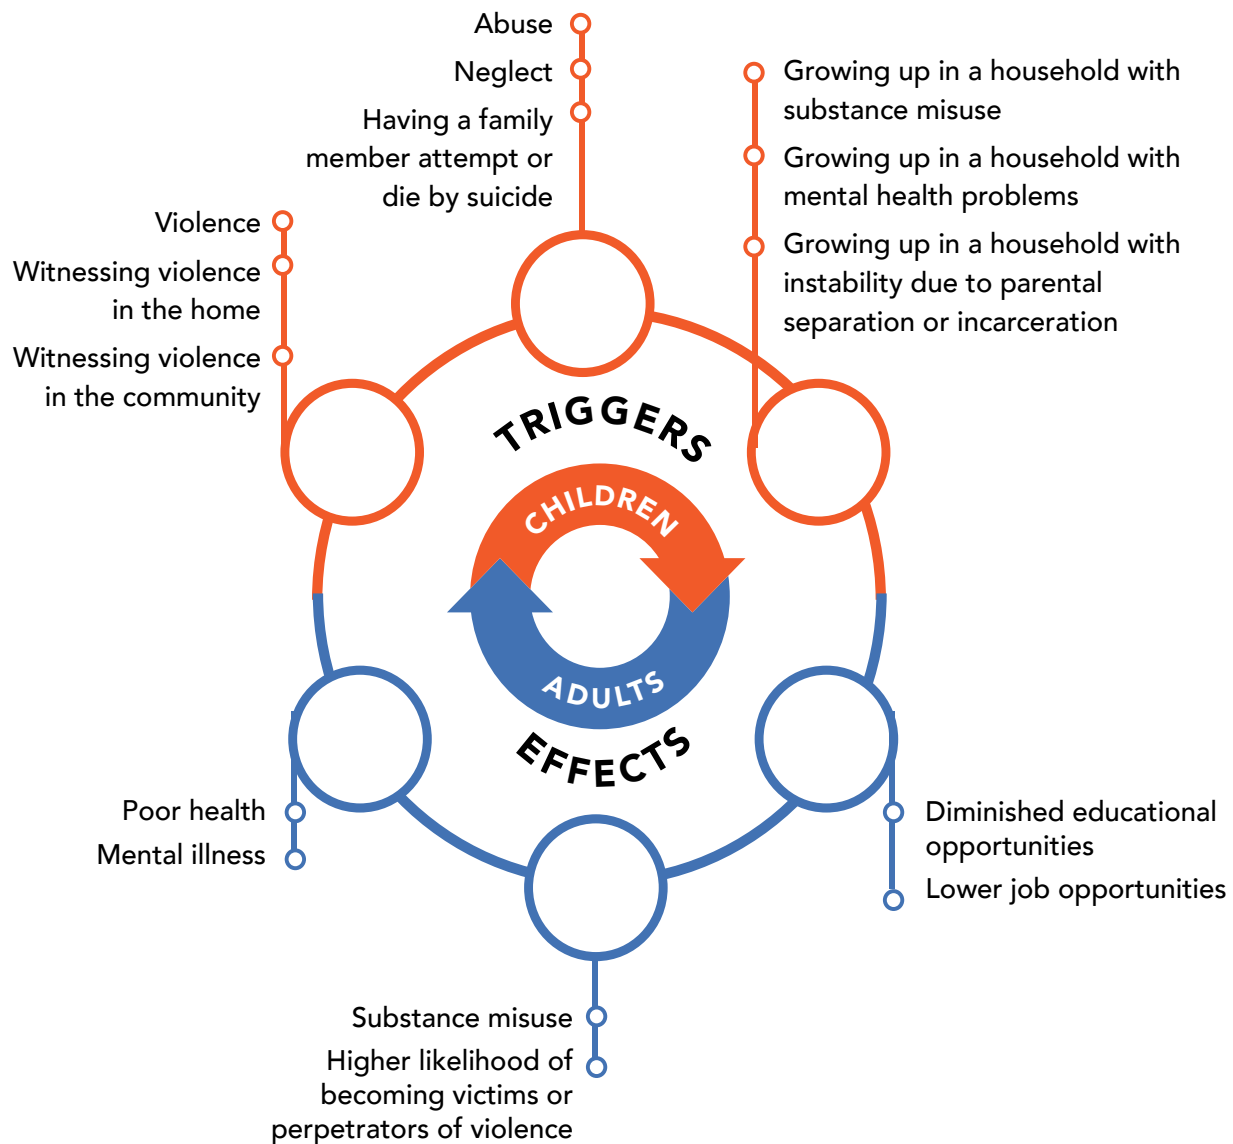 Abuse
Neglect
Having a family
member attempt or
die by suicide
Growing up in a household with
substance misuse
Growing up in a household with
mental health problems
Growing up in a household with
instability due to parental
separation or incarceration
Violence
Witnessing violence
in the home
Witnessing violence
in the community
TRIGGERS
CHILDREN
ADULTS
EFFECTS
Poor health
Mental illness
Diminished educational
opportunities
Lower job opportunities
Substance misuse
Higher likelihood of
becoming victims or
perpetrators of violence